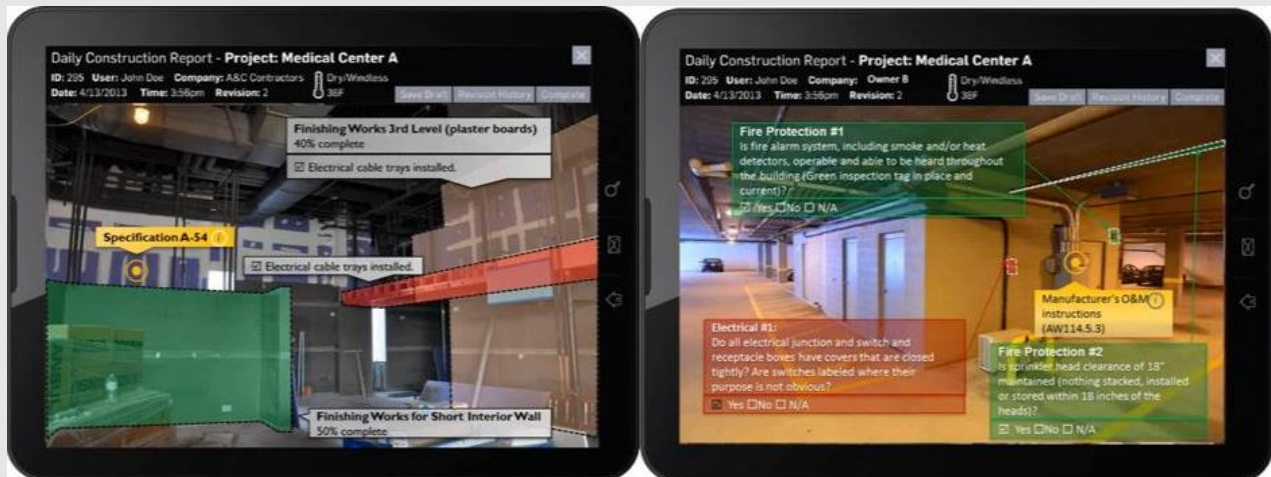 Daily Construction Report - Project: Medical Center A
ID: 295 User: John Doe Company: A&C Contractors
Dry/Windless
Date: 4/13/2013 Time: 3:56pm Revision: 2
38F
Save Draft Revision History Complete
Finishing Works 3rd Level (plaster boards)
40% complete
Electrical cable trays installed.
Specification A-54
Electrical cable trays installed.
Finishing Works for Short Interior Wall
50% complete
Daily Construction Report - Project: Medical Center A
ID: 295 User: John Doe Company: Owner B
Dry/Windless
Date: 4/13/2013 Time: 3:56pm Revision: 2
38F
Save Draft Revision History Complete
Fire Protection #1
Is fire alarm system, including smoke and/or heat
detectors, operable and able to be heard throughout
the building (Green inspection tag in place and
current)?
Yes No N/A
Manufacturer's O&M
instructions
(AW114.5.3)
Electrical #1:
Do all electrical junction and switch and
receptacle boxes have covers that are closed
tightly? Are switches labeled where their
purpose is not obvious?
Yes No N/A
Fire Protection #2
Is sprinkler head clearance of 18"
maintained (nothing stacked, installed
or stored within 18 inches of the
heads)?
Yes No N/A